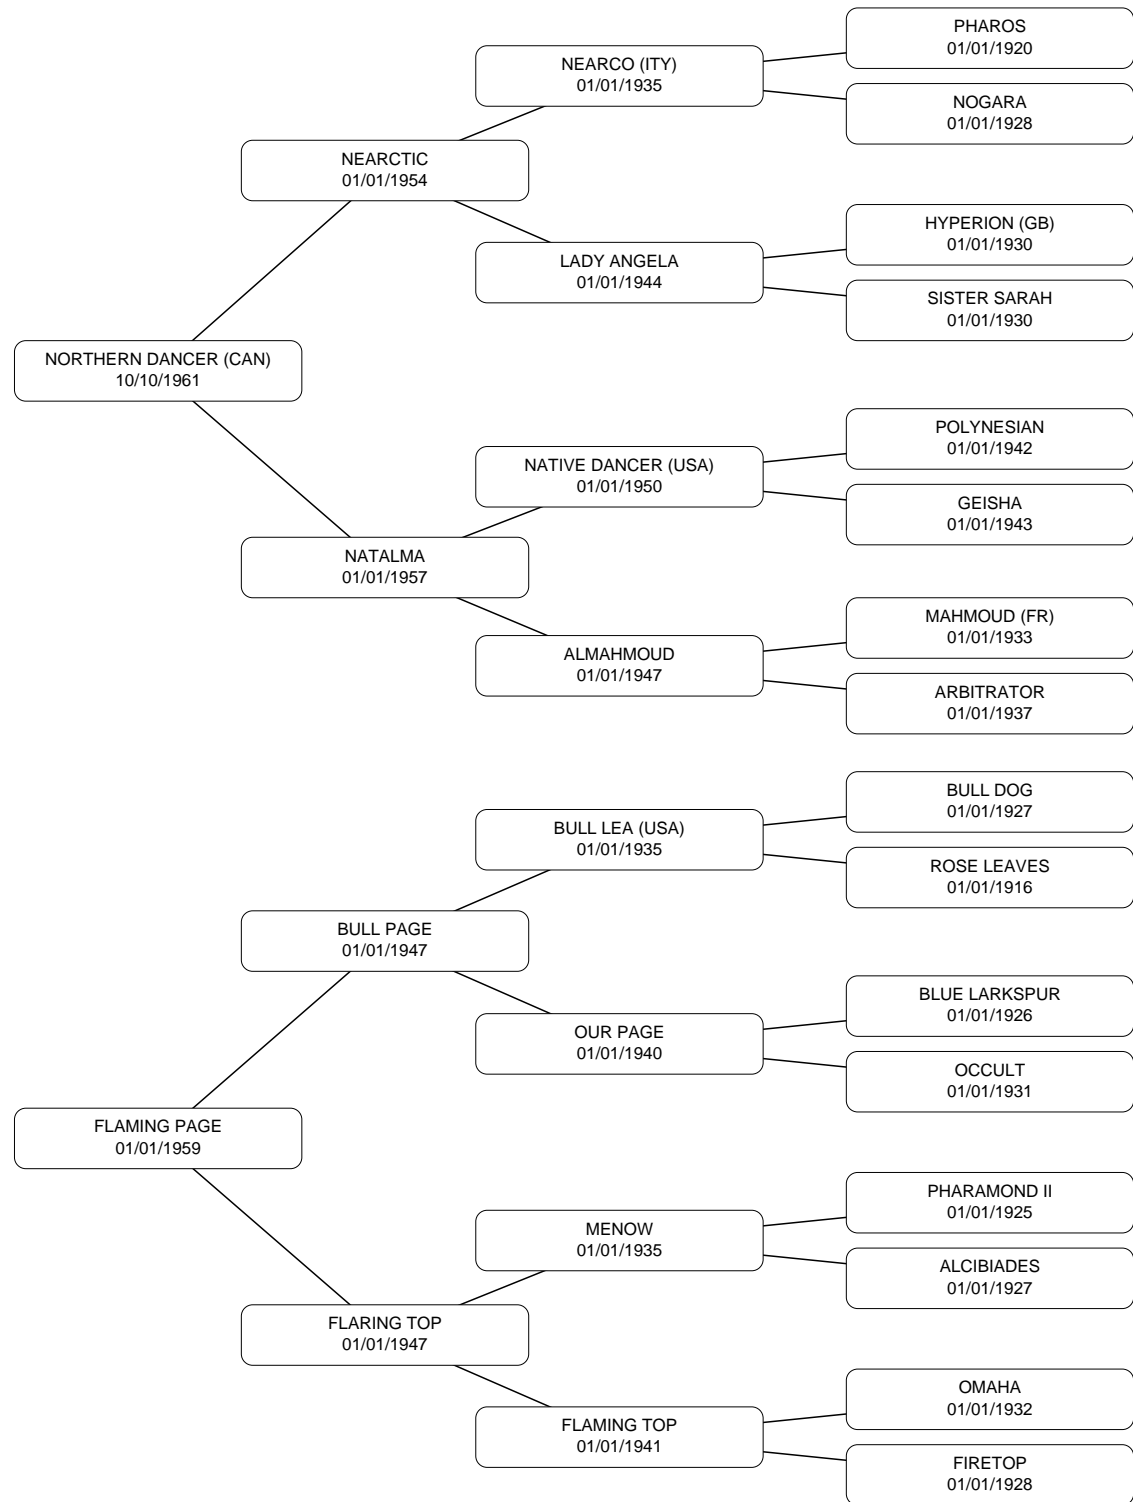 PHAROS
01/01/1920
NEARCO (ITY)
01/01/1935
NOGARA
01/01/1928
NEARCTIC
01/01/1954
HYPERION (GB)
01/01/1930
LADY ANGELA
01/01/1944
SISTER SARAH
01/01/1930
NORTHERN DANCER (CAN)
10/10/1961
POLYNESIAN
01/01/1942
NATIVE DANCER (USA)
01/01/1950
GEISHA
01/01/1943
NATALMA
01/01/1957
MAHMOUD (FR)
01/01/1933
ALMAHMOUD
01/01/1947
ARBITRATOR
01/01/1937
BULL DOG
01/01/1927
BULL LEA (USA)
01/01/1935
ROSE LEAVES
01/01/1916
BULL PAGE
01/01/1947
BLUE LARKSPUR
01/01/1926
OUR PAGE
01/01/1940
OCCULT
01/01/1931
FLAMING PAGE
01/01/1959
PHARAMOND II
01/01/1925
MENOW
01/01/1935
ALCIBIADES
01/01/1927
FLARING TOP
01/01/1947
OMAHA
01/01/1932
FLAMING TOP
01/01/1941
FIRETOP
01/01/1928